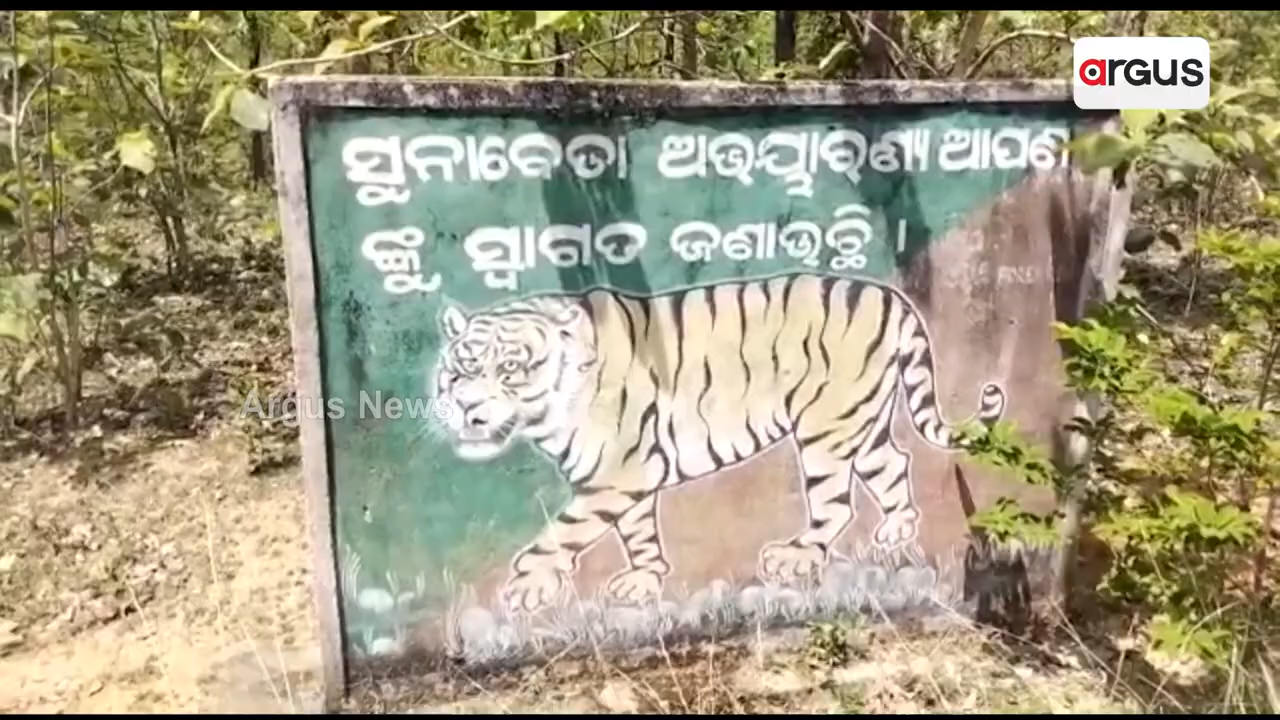 argus
ସୁନାବେଡା ଅଭୟାରଣ୍ୟ ଆପଣ
ଙ୍କୁ ସ୍ଵାଗତ ଜଣାଉଛି ।
Argus News